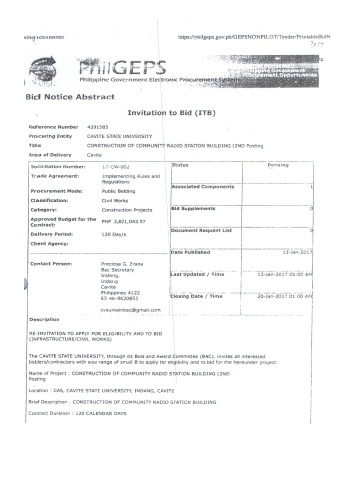 https://philgeps.gov.ph/GEPSNONPILOT/Tender/PrintableBidN
PhilGEPS
Philippine Government Electronic Procurement System
Bid Notice Abstract
Invitation to Bid (ITB)
Reference Number 4291585
Procuring Entity CAVITE STATE UNIVERSITY
Title CONSTRUCTION OF COMMUNITY RADIO STATION BUILDING (2ND Posting
Area of Delivery Cavite
Solicitation Number: 17-CW-002
Trade Agreement: Implementing Rules and
Regulations
Procurement Mode: Public Bidding
Classification: Civil Works
Category: Construction Projects
Approved Budget for the
Contract: PHP 3,821,043.97
Delivery Period: 120 Day/s
Client Agency:
Contact Person:
Bac Secretary
Indang,
Indang
Cavite
Philippines 4122
63-46-8620852
cvsumainbac@gmail.com
Status Pending
Associated Components 1
Bid Supplements 0
Document Request List 0
Date Published 13-Jan-2017
Last Updated / Time 13-Jan-2017 00:00 AM
Closing Date / Time 20-Jan-2017 01:00 AM
Description
RE-INVITATION TO APPLY FOR ELIGIBILITY AND TO BID
(INFRASTRUCTURE/CIVIL WORKS)
The CAVITE STATE UNIVERSITY, through its Bids and Award Committee (BAC), invites all interested
bidders/contractors with size range of small B to apply for eligibility and to bid for the hereunder project:
Name of Project : CONSTRUCTION OF COMMUNITY RADIO STATION BUILDING (2ND
Posting
Location : CAS, CAVITE STATE UNIVERSITY, INDANG, CAVITE
Brief Description : CONSTRUCTION OF COMMUNITY RADIO STATION BUILDING
Contract Duration : 120 CALENDAR DAYS